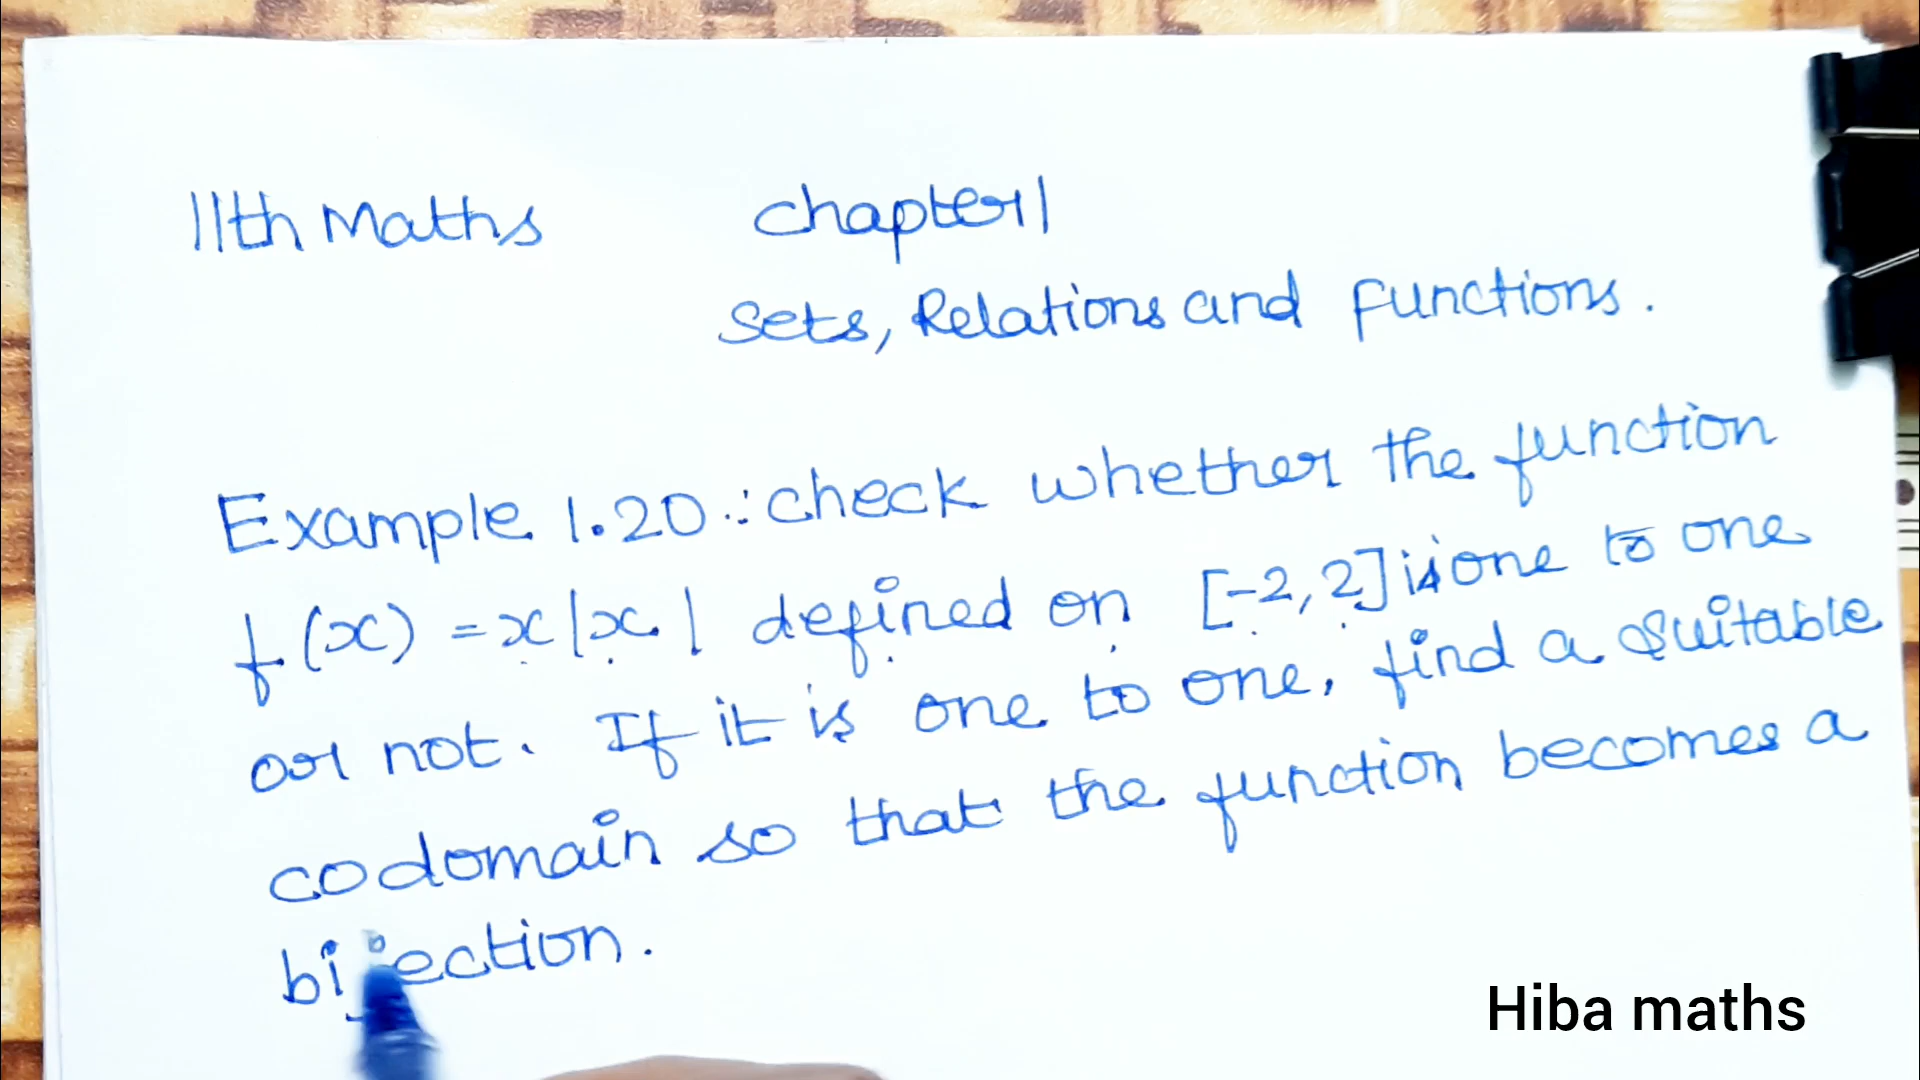 11th Maths chapter 1
Sets, Relations and Functions.
Example 1.20 : check whether the function
f(x) = x|x| defined on [-2, 2] is one to one
or not. If it is one to one, find a suitable
codomain so that the function becomes a
bijection.
Hiba maths